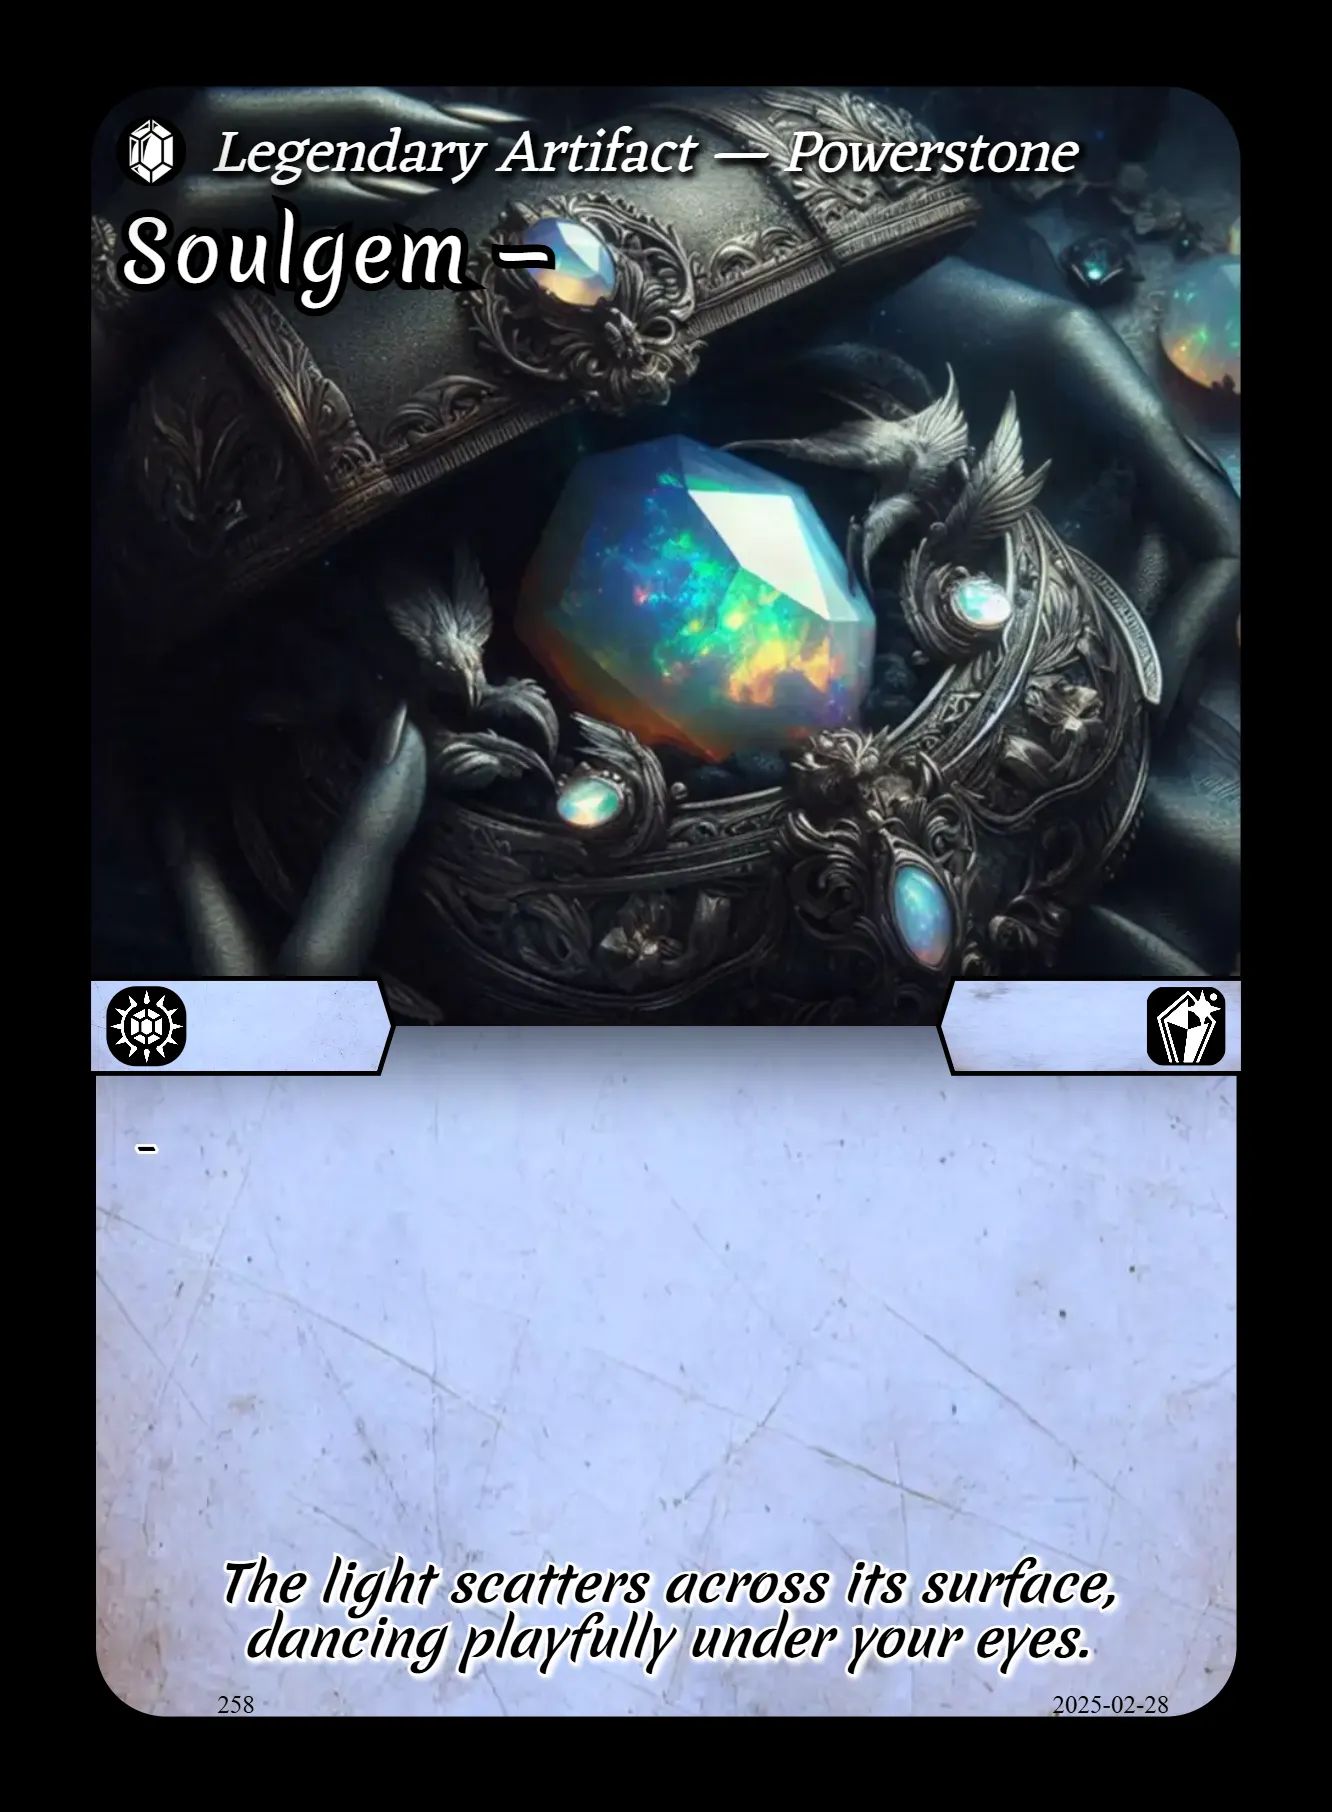 Legendary Artifact — Powerstone
Soulgem –
-
The light scatters across its surface,
dancing playfully under your eyes.
258
2025-02-28